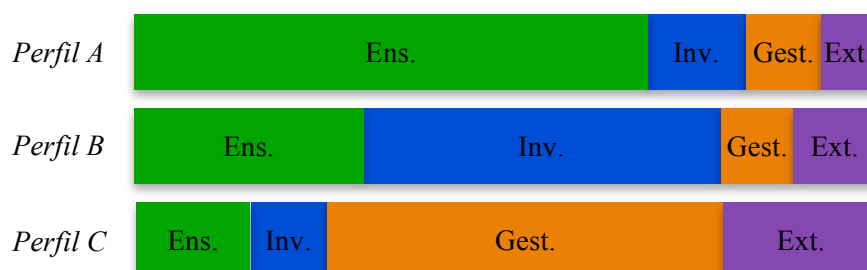 Perfil A Ens. Inv. Gest. Ext
Perfil B Ens. Inv. Gest. Ext.
Perfil C Ens. Inv. Gest. Ext.